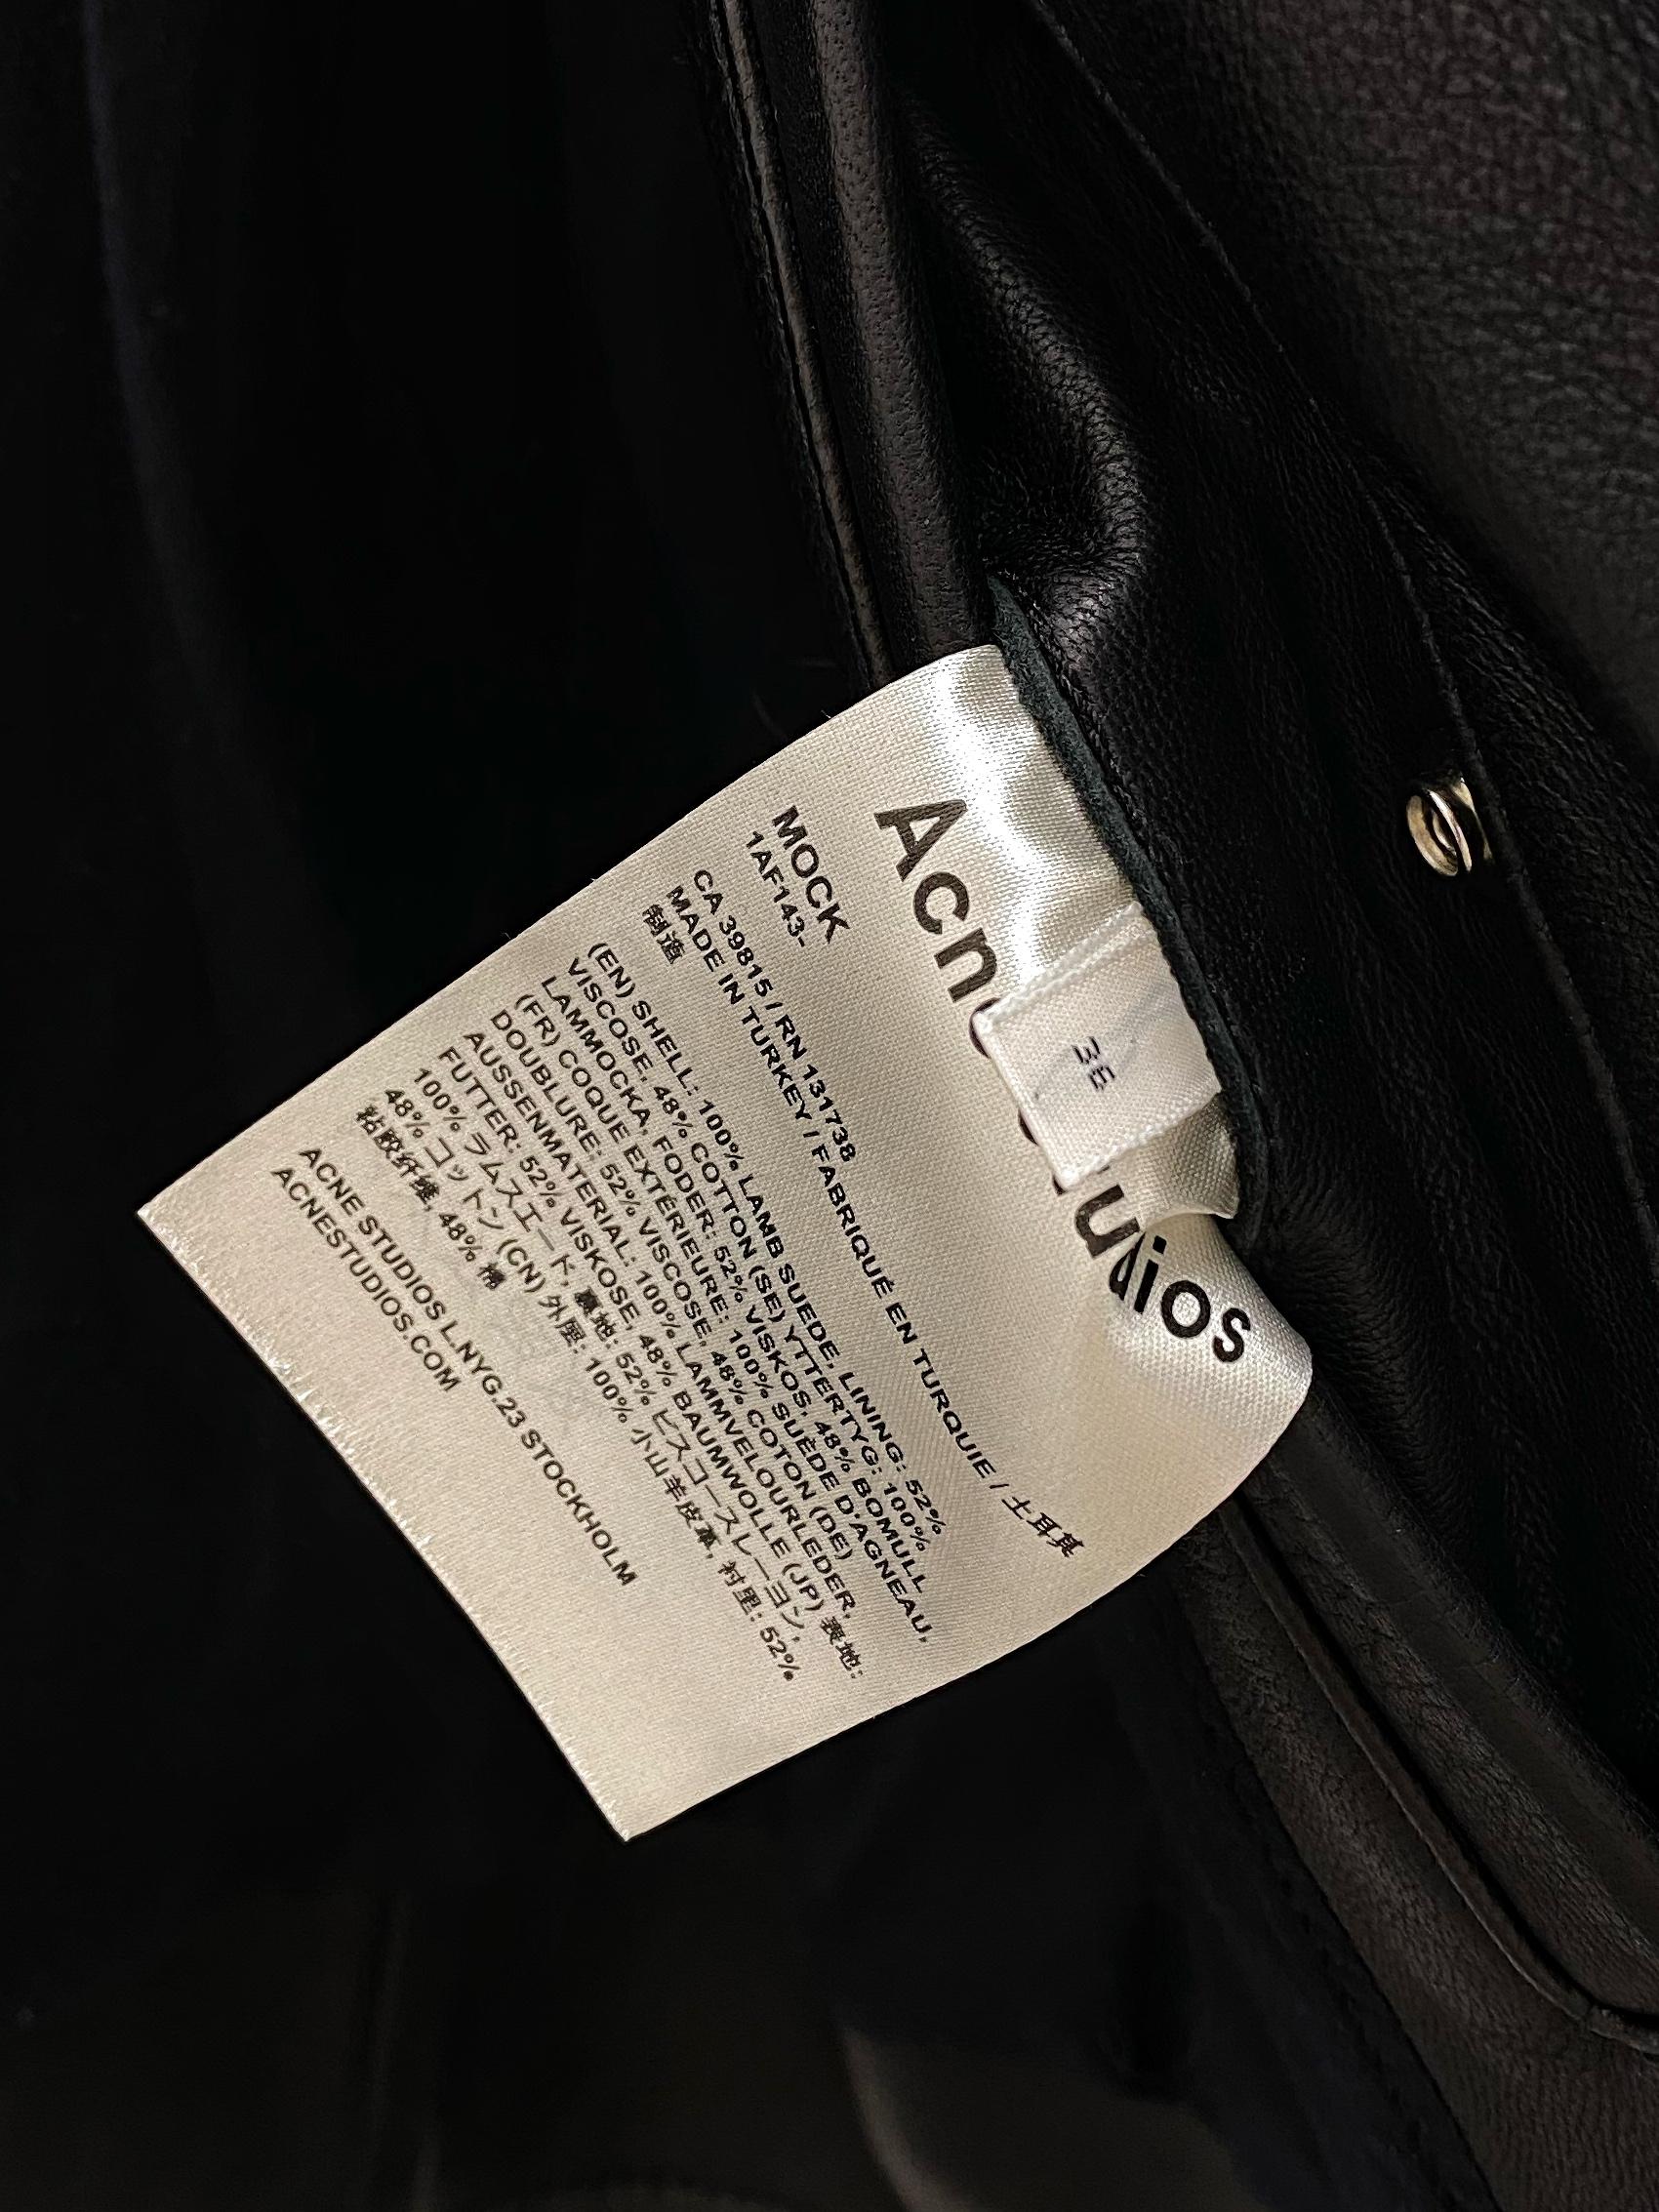 Acne Studios
36
MOCK
1AF143-
CA 39815 / RN 131738
MADE IN TURKEY / FABRIQUÉ EN TURQUIE / 土耳其
制造
(EN) SHELL: 100% LAMB SUEDE, LINING: 52%
VISCOSE, 48% COTTON (SE) YTTERTYG: 100%
LAMMOCKA, FODER: 52% VISKOS, 48% BOMULL
(FR) COQUE EXTÉRIEURE: 100% SUÈDE D'AGNEAU,
DOUBLURE: 52% VISCOSE, 48% COTON (DE)
AUSSENMATERIAL: 100% LAMMVELOURLEDER,
FUTTER: 52% VISKOSE, 48% BAUMWOLLE (JP) 表地:
100% ラムスエード, 裏地: 52% ビスコースレーヨン,
48% コットン (CN) 外里: 100% 小山羊皮革, 衬里: 52%
粘胶纤维, 48% 棉
ACNE STUDIOS L.NYG.23 STOCKHOLM
ACNESTUDIOS.COM